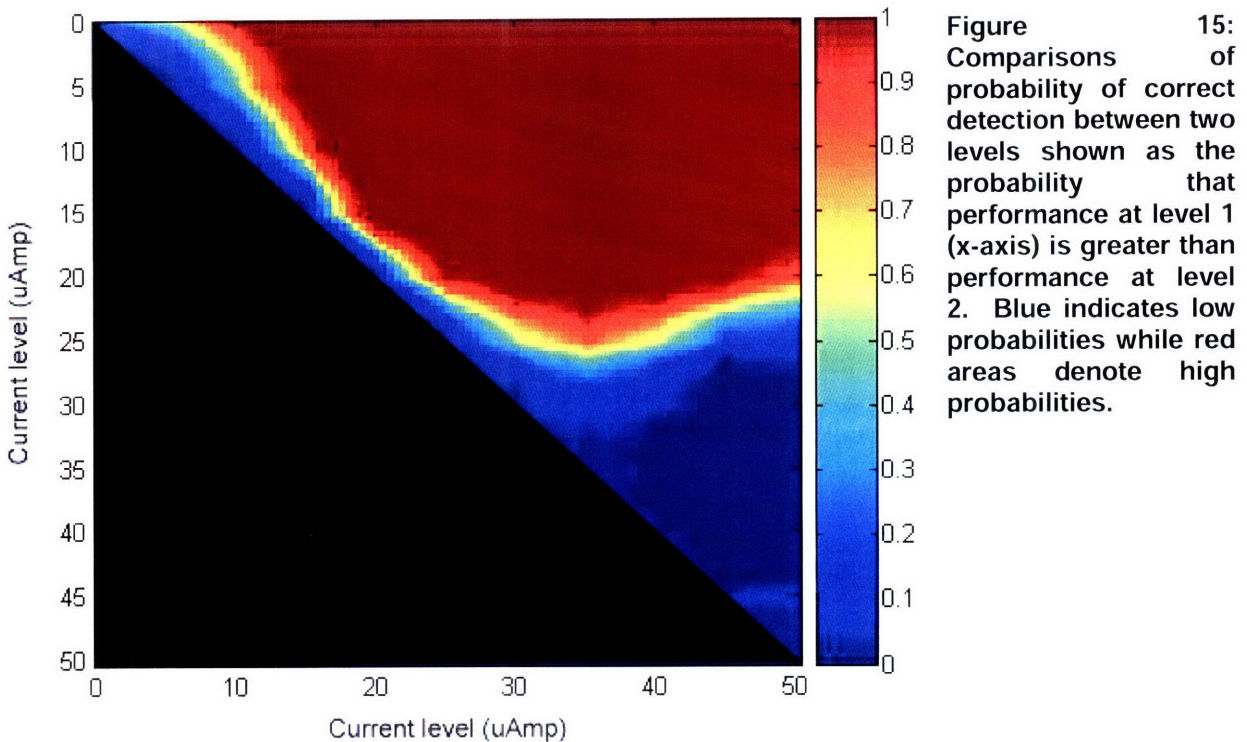 0
5
10
15
20
25
30
35
40
45
50
Current level (uAmp)
0 10 20 30 40 50
Current level (uAmp)
1
0.9
0.8
0.7
0.6
0.5
0.4
0.3
0.2
0.1
0
Figure 15:
Comparisons of
probability of correct
detection between two
levels shown as the
probability that
performance at level 1
(x-axis) is greater than
performance at level
2. Blue indicates low
probabilities while red
areas denote high
probabilities.